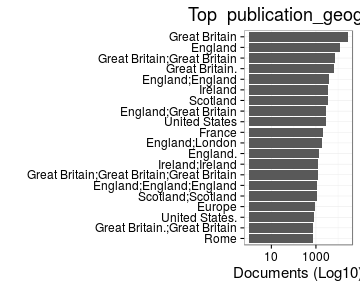 Top publication_geog
Great Britain
England
Great Britain;Great Britain
Great Britain.
England;England
Ireland
Scotland
England;Great Britain
United States
France
England;London
England.
Ireland;Ireland
Great Britain;Great Britain;Great Britain
England;England;England
Scotland;Scotland
Europe
United States.
Great Britain.;Great Britain
Rome
10 1000
Documents (Log10)